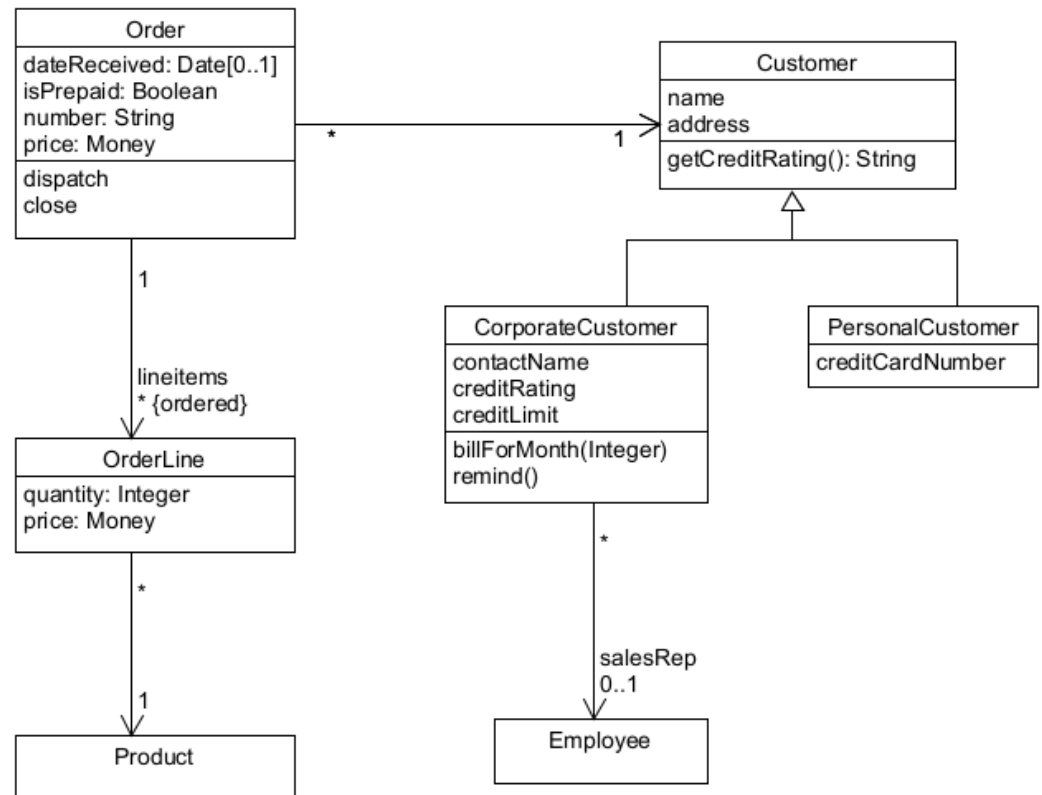 Order
dateReceived: Date[0..1]
isPrepaid: Boolean
number: String
price: Money
dispatch
close
*
1
Customer
name
address
getCreditRating(): String
1
lineitems
* {ordered}
OrderLine
quantity: Integer
price: Money
*
1
Product
CorporateCustomer
contactName
creditRating
creditLimit
billForMonth(Integer)
remind()
*
salesRep
0..1
Employee
PersonalCustomer
creditCardNumber